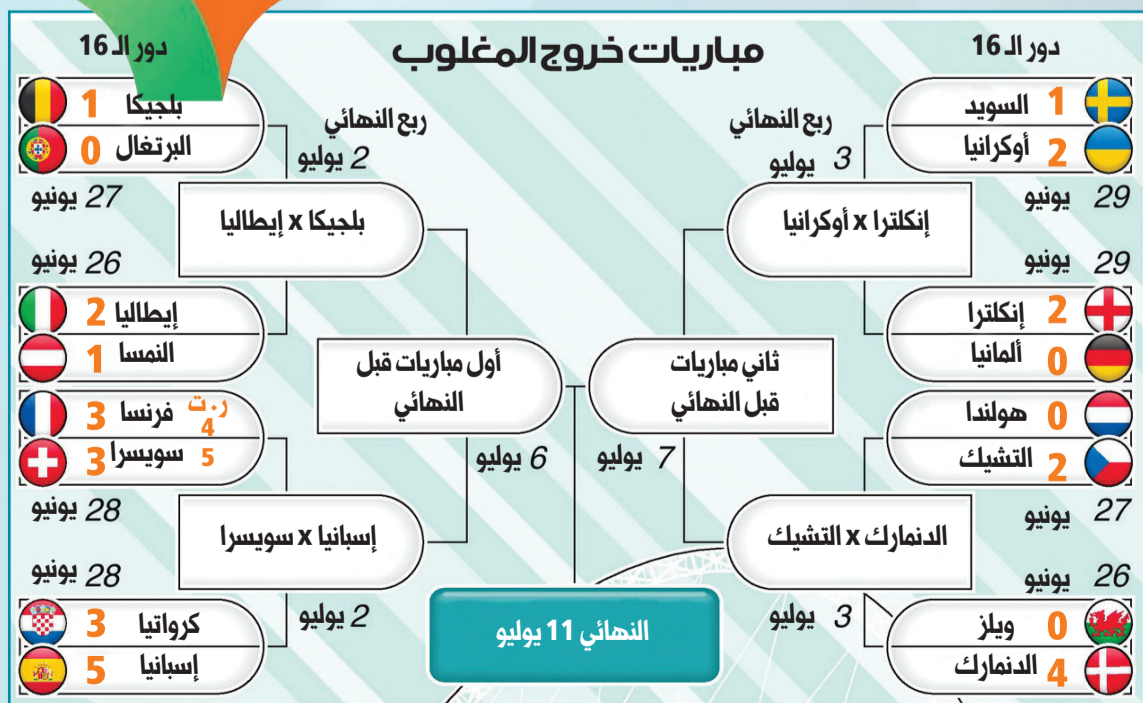 مباريات خروج المغلوب
دور الـ 16
السويد 1
أوكرانيا 2
29 يونيو
29 يونيو
إنكلترا 2
ألمانيا 0
هولندا 0
التشيك 2
27 يونيو
26 يونيو
ويلز 0
الدنمارك 4
ربع النهائي
3 يوليو
إنكلترا x أوكرانيا
ثاني مباريات
قبل النهائي
7 يوليو
الدنمارك x التشيك
3 يوليو
دور الـ 16
بلجيكا 1
البرتغال 0
27 يونيو
26 يونيو
إيطاليا 2
النمسا 1
ر.ت
4 فرنسا 3
5 سويسرا 3
28 يونيو
28 يونيو
كرواتيا 3
إسبانيا 5
ربع النهائي
2 يوليو
بلجيكا x إيطاليا
أول مباريات قبل
النهائي
6 يوليو
إسبانيا x سويسرا
2 يوليو
النهائي 11 يوليو